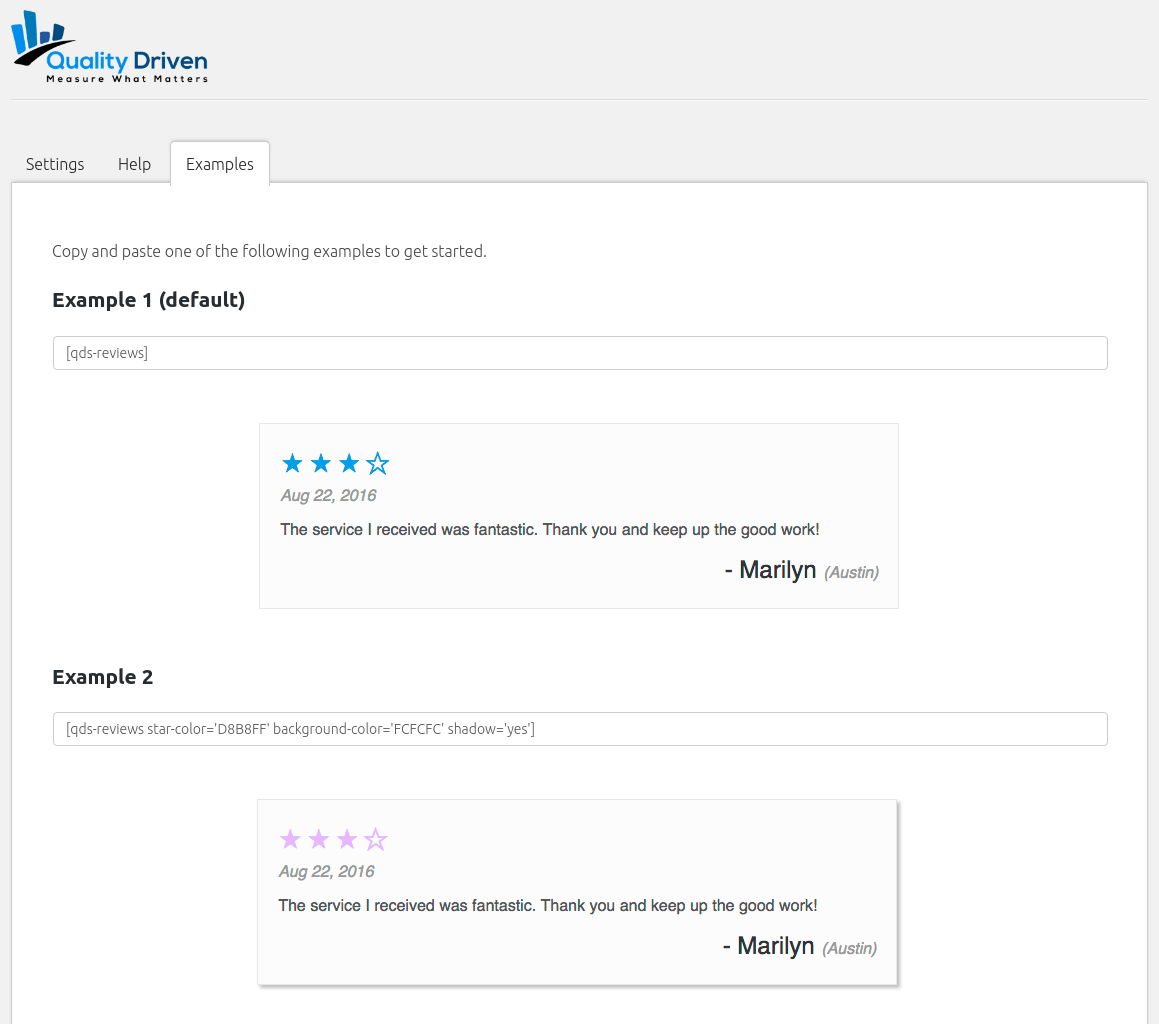 Quality Driven
Measure What Matters
Settings Help Examples
Copy and paste one of the following examples to get started.
Example 1 (default)
[qds-reviews]
Aug 22, 2016
The service I received was fantastic. Thank you and keep up the good work!
- Marilyn (Austin)
Example 2
[qds-reviews star-color='D8B8FF' background-color='FCFCFC' shadow='yes']
Aug 22, 2016
The service I received was fantastic. Thank you and keep up the good work!
- Marilyn (Austin)